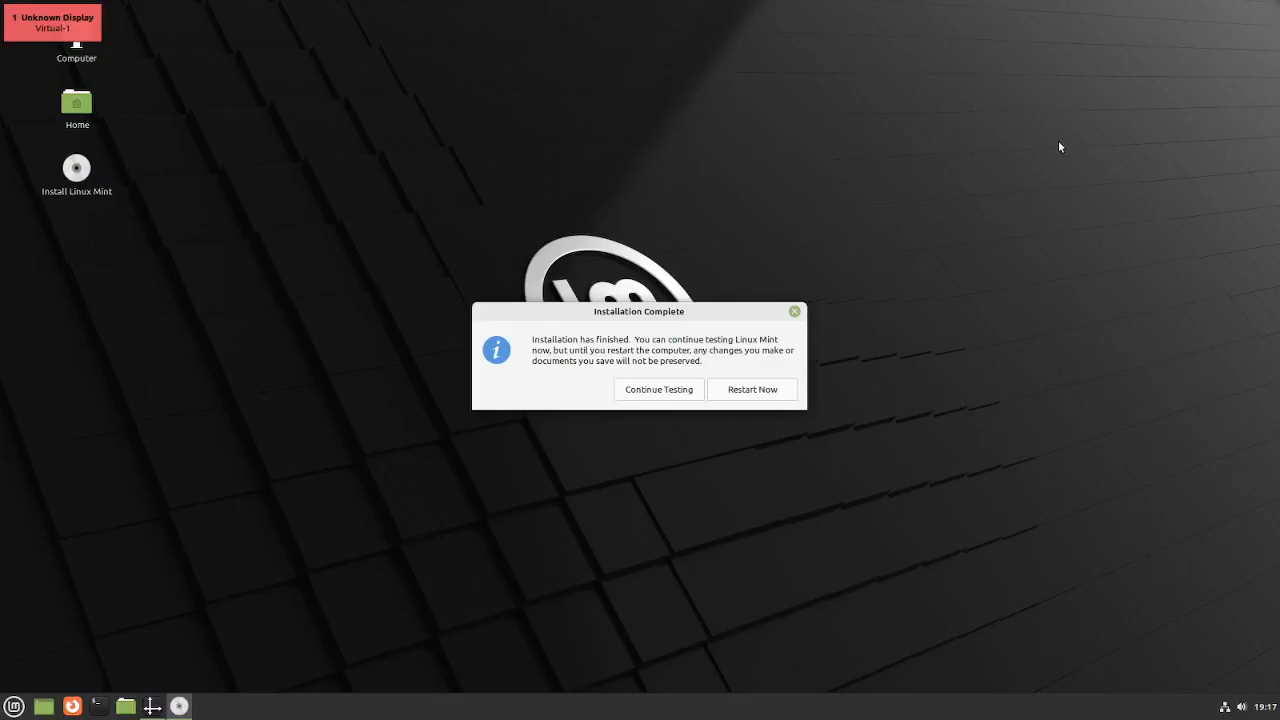 1 Unknown Display
Virtual-1
Computer
Home
Install Linux Mint
Installation Complete
Installation has finished. You can continue testing Linux Mint
now, but until you restart the computer, any changes you make or
documents you save will not be preserved.
Continue Testing
Restart Now
19:17